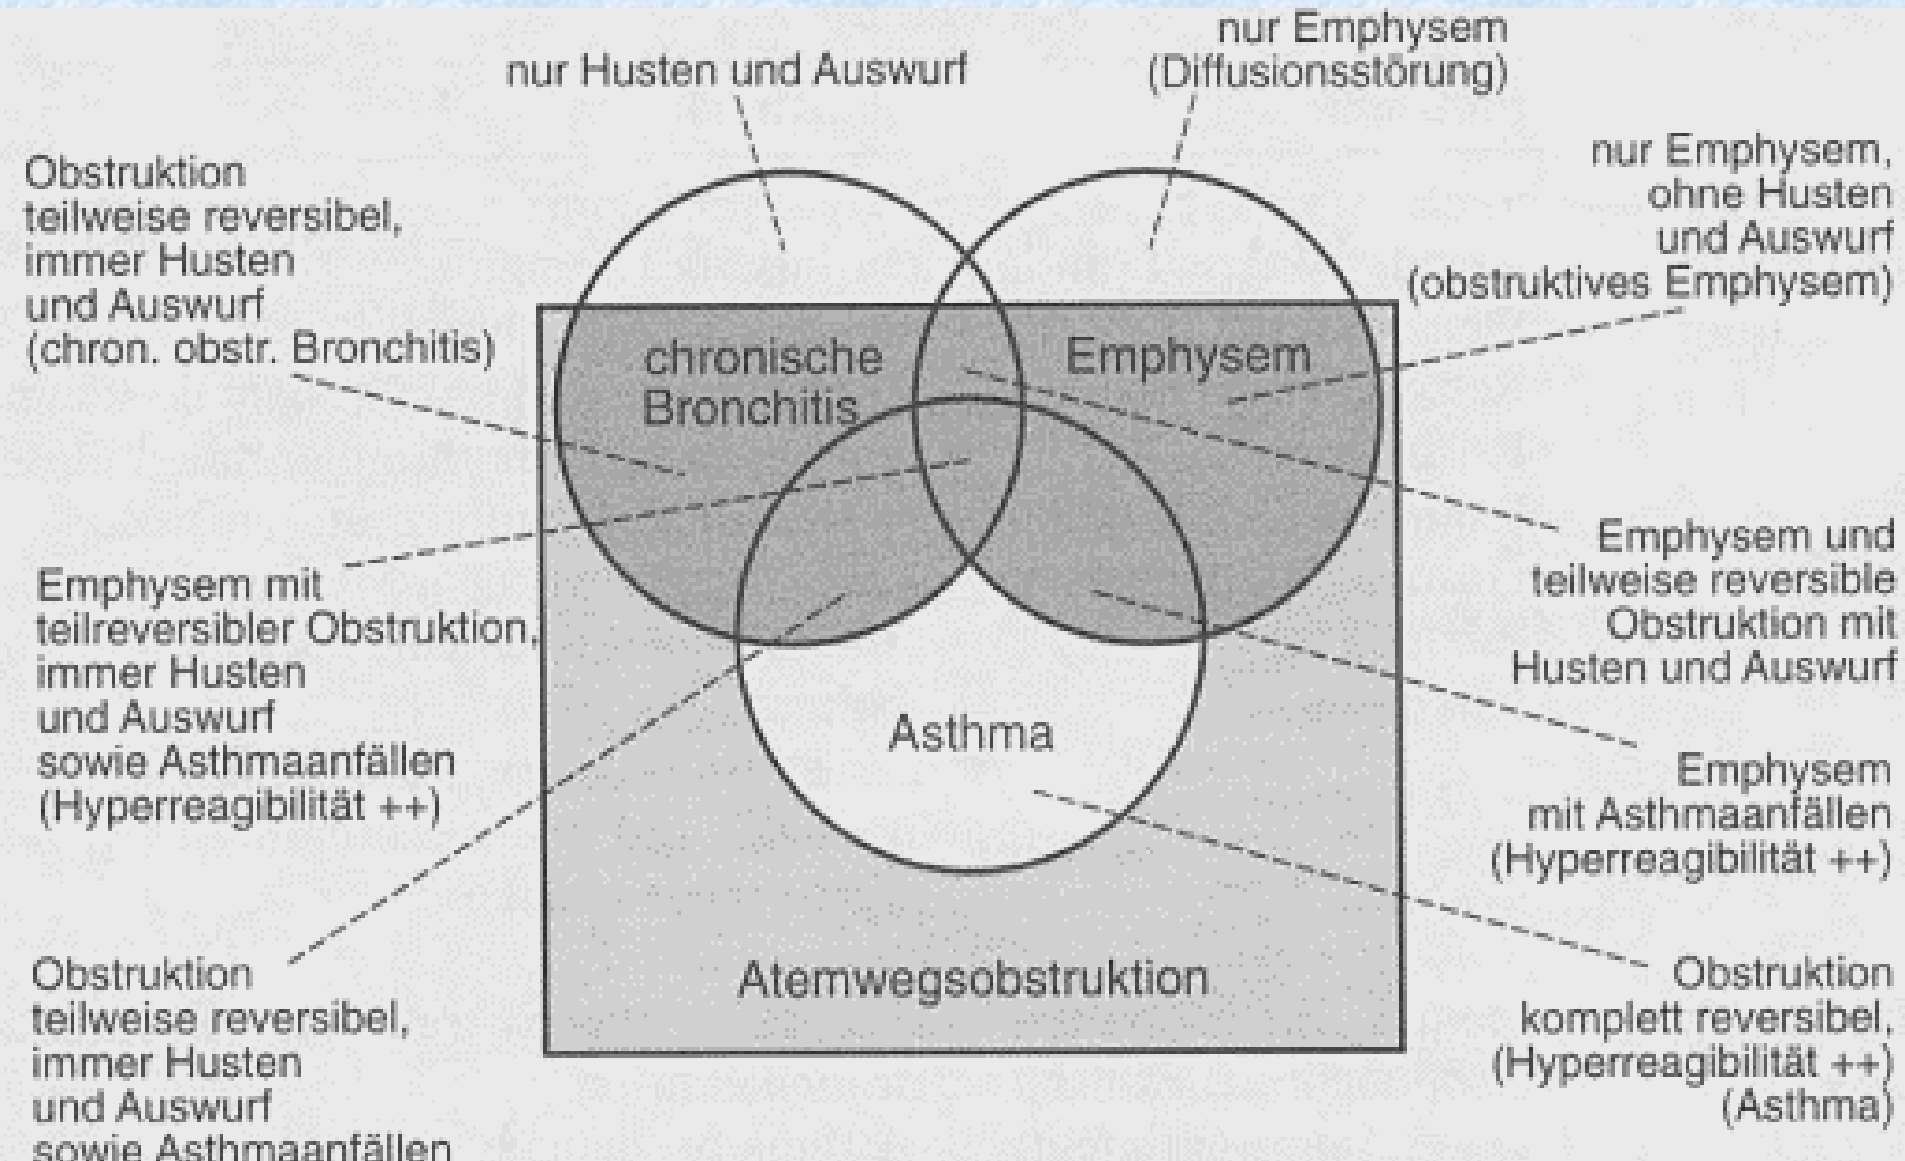 nur Husten und Auswurf
nur Emphysem
(Diffusionsstörung)
Obstruktion
teilweise reversibel,
immer Husten
und Auswurf
(chron. obstr. Bronchitis)
nur Emphysem,
ohne Husten
und Auswurf
(obstruktives Emphysem)
chronische
Bronchitis
Emphysem
Emphysem mit
teilreversibler Obstruktion,
immer Husten
und Auswurf
sowie Asthmaanfällen
(Hyperreagibilität ++)
Emphysem und
teilweise reversible
Obstruktion mit
Husten und Auswurf
Asthma
Emphysem
mit Asthmaanfällen
(Hyperreagibilität ++)
Obstruktion
teilweise reversibel,
immer Husten
und Auswurf
sowie Asthmaanfällen
Atemwegsobstruktion
Obstruktion
komplett reversibel,
(Hyperreagibilität ++)
(Asthma)